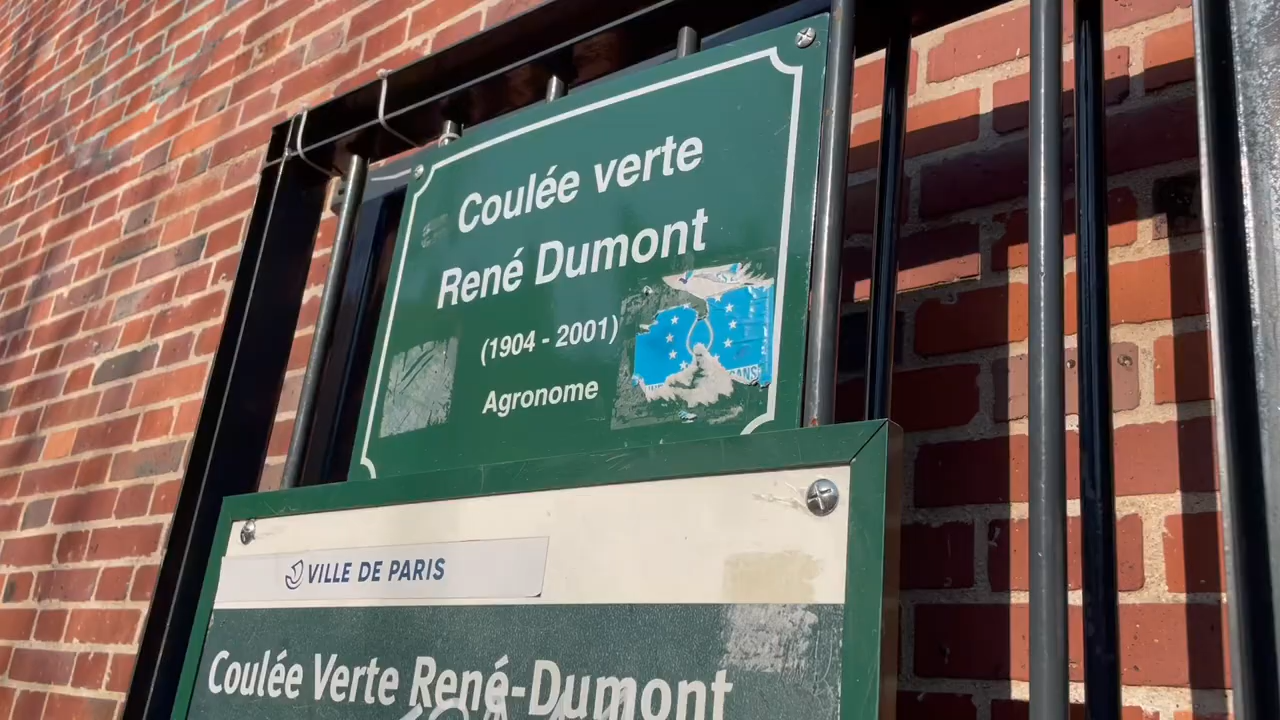 Coulée verte
René Dumont
(1904 - 2001)
Agronome
VILLE DE PARIS
Coulée Verte René-Dumont